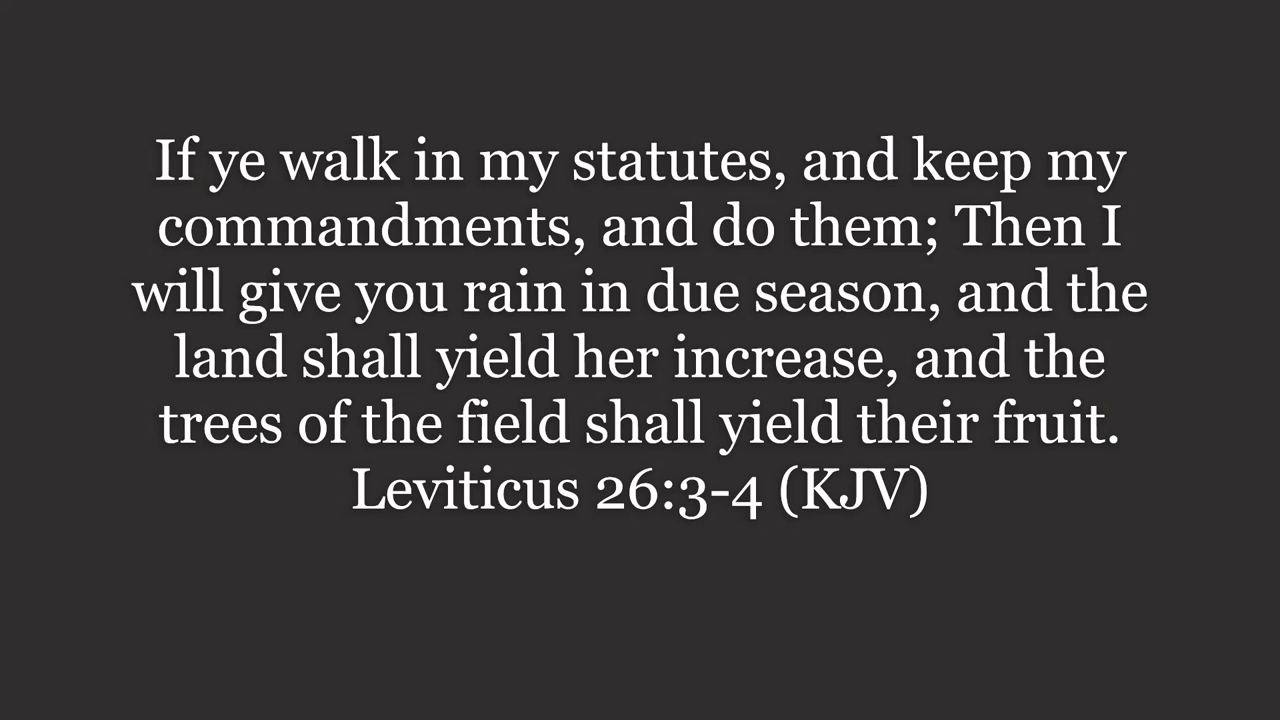 If ye walk in my statutes, and keep my
commandments, and do them; Then I
will give you rain in due season, and the
land shall yield her increase, and the
trees of the field shall yield their fruit.
Leviticus 26:3-4 (KJV)